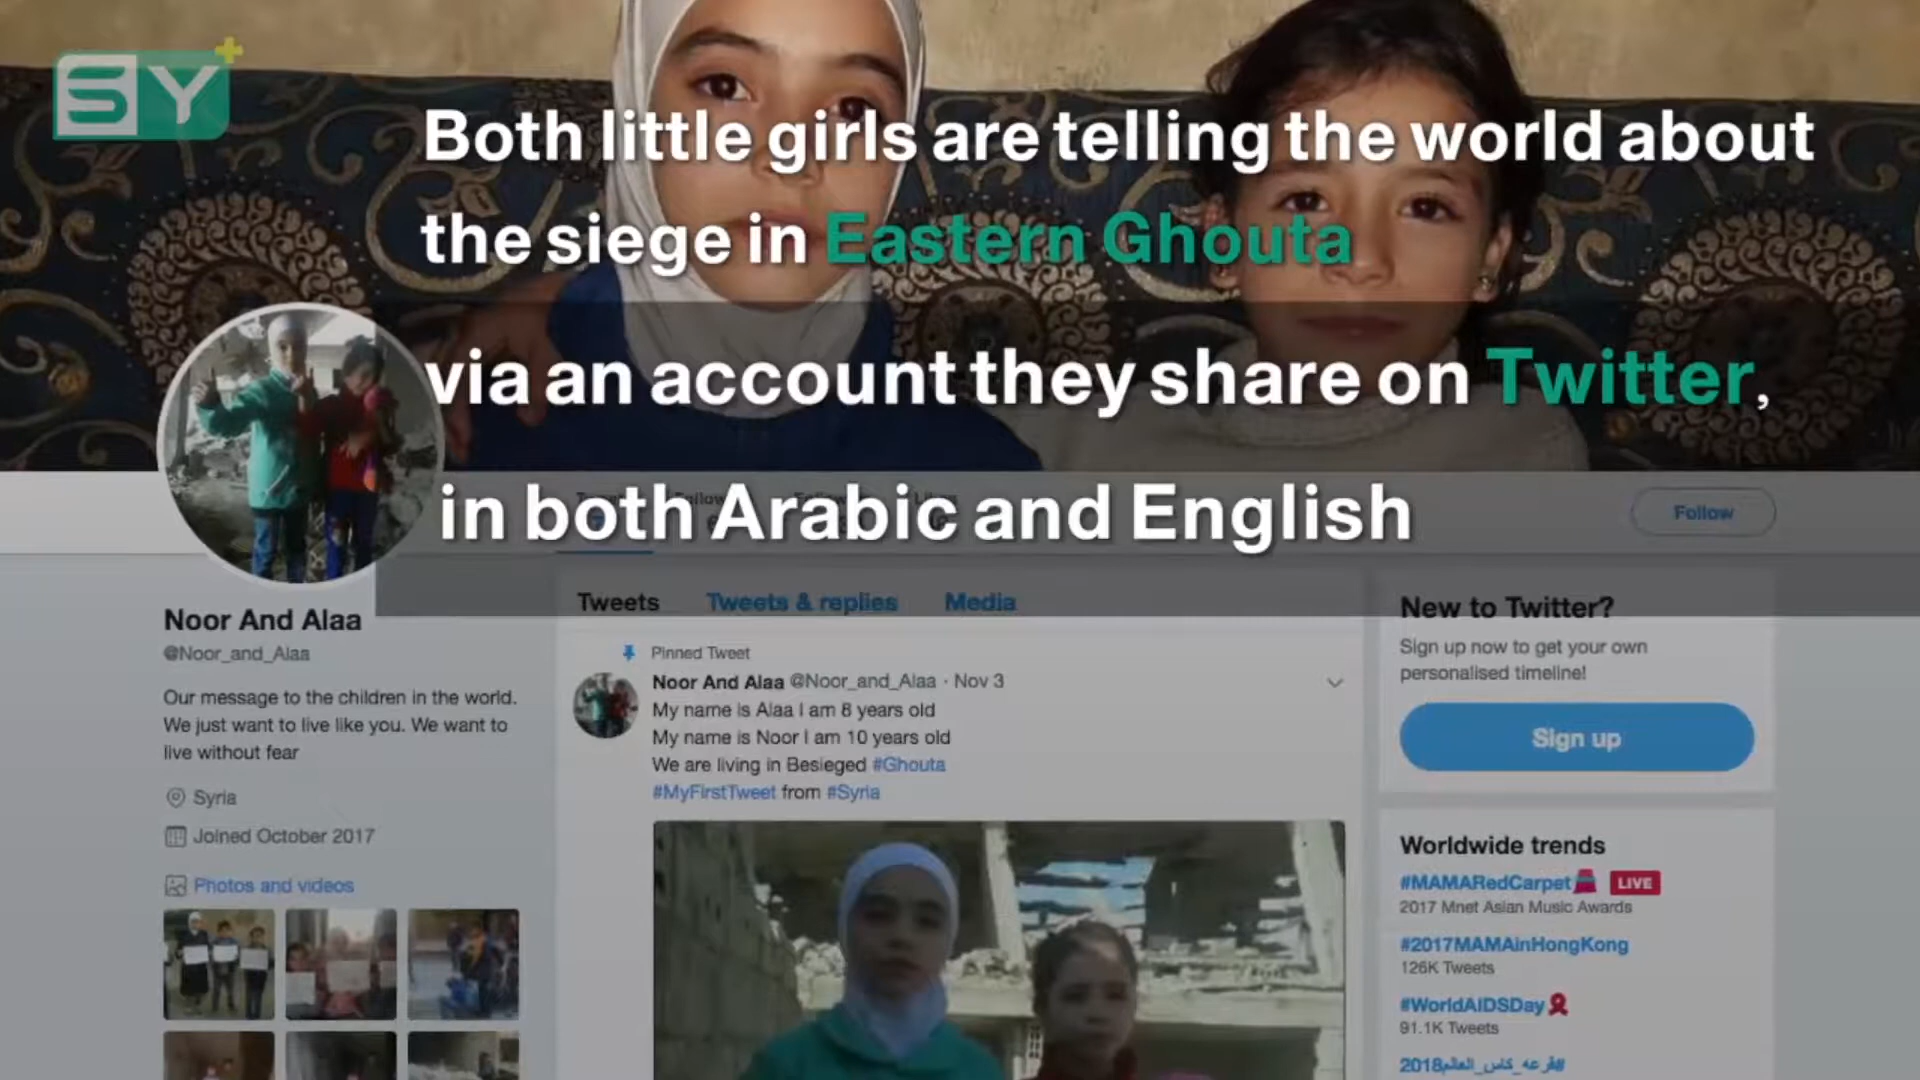 SY+
Both little girls are telling the world about
the siege in Eastern Ghouta
via an account they share on Twitter,
in both Arabic and English
Follow
Noor And Alaa
@Noor_and_Alaa
Our message to the children in the world.
We just want to live like you. We want to
live without fear
Syria
Joined October 2017
Photos and videos
Tweets Tweets & replies Media
Pinned Tweet
Noor And Alaa @Noor_and_Alaa · Nov 3
My name is Alaa I am 8 years old
My name is Noor I am 10 years old
We are living in Besieged #Ghouta
#MyFirstTweet from #Syria
New to Twitter?
Sign up now to get your own
personalised timeline!
Sign up
Worldwide trends
#MAMARedCarpet LIVE
2017 Mnet Asian Music Awards
#2017MAMAinHongKong
126K Tweets
#WorldAIDSDay
91.1K Tweets
#قرعه_كاس_العالم2018